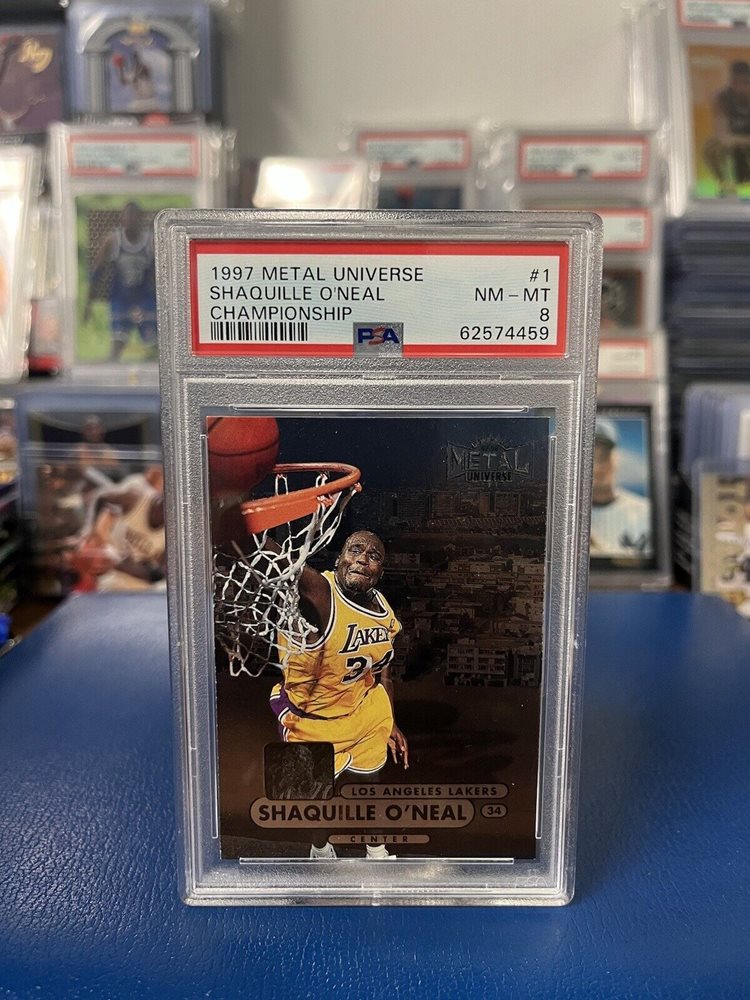 1997 METAL UNIVERSE #1
SHAQUILLE O'NEAL NM - MT
CHAMPIONSHIP 8
PSA 62574459
METAL
UNIVERSE
LAKE
34
LOS ANGELES LAKERS
SHAQUILLE O'NEAL 34
CENTER